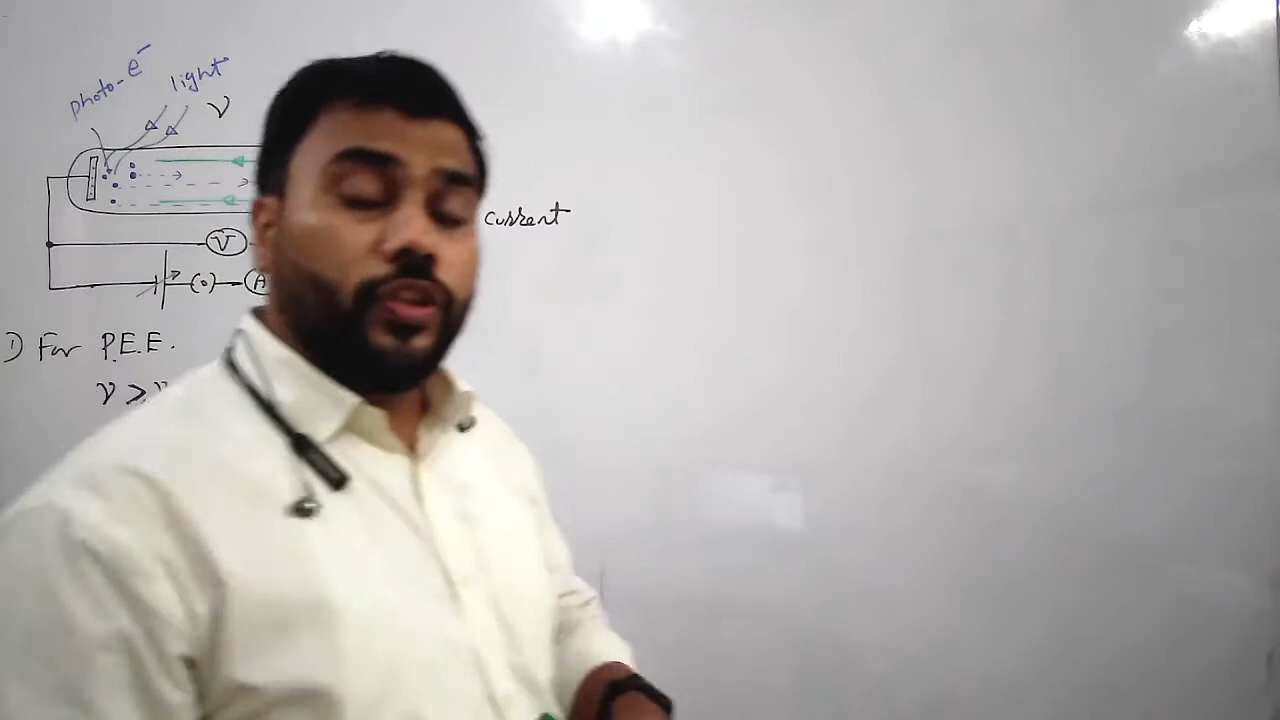 photo-e⁻ light
ν
current
V
(·) A
1) For P.E.E.
ν >